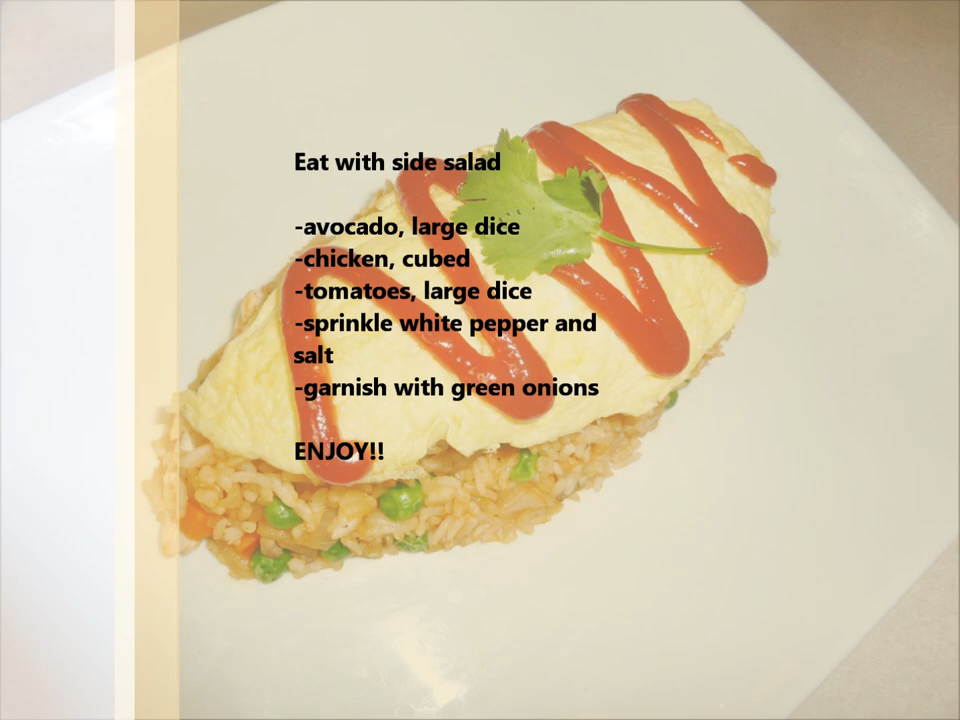 Eat with side salad
-avocado, large dice
-chicken, cubed
-tomatoes, large dice
-sprinkle white pepper and
salt
-garnish with green onions
ENJOY!!